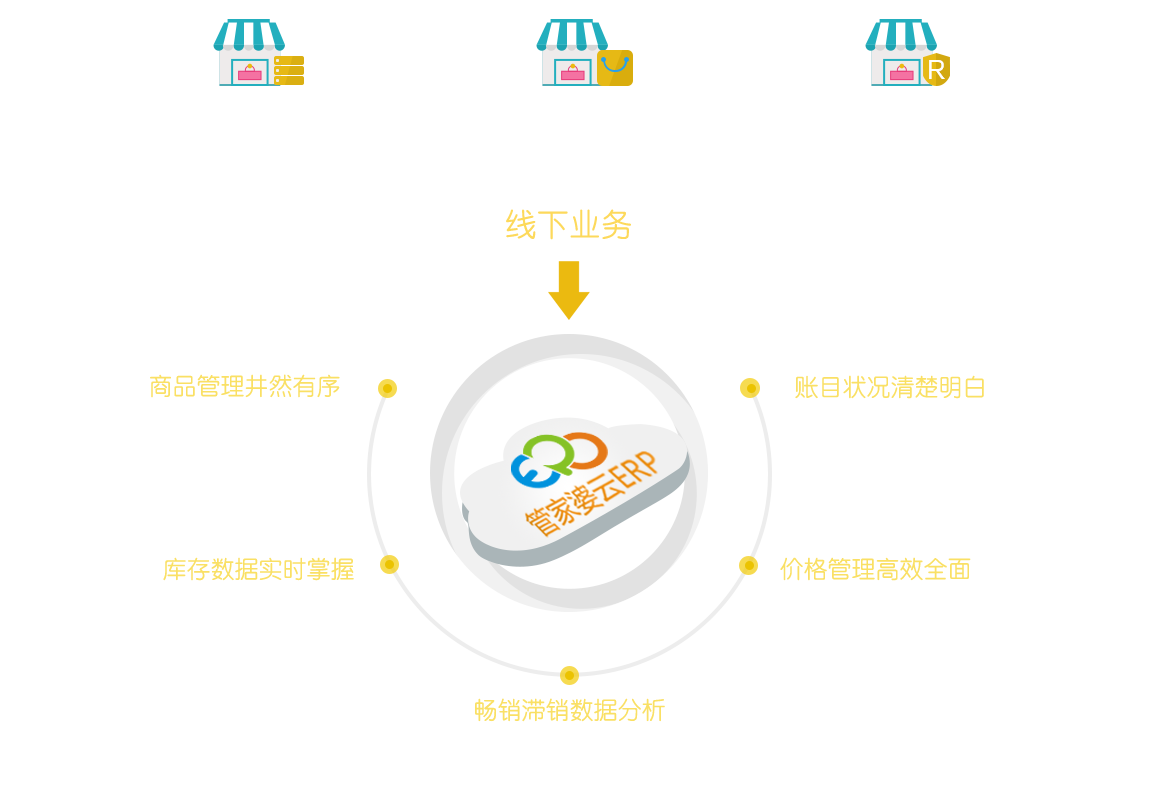 R
线下业务
商品管理井然有序
账目状况清楚明白
管家婆云ERP
库存数据实时掌握
价格管理高效全面
畅销滞销数据分析